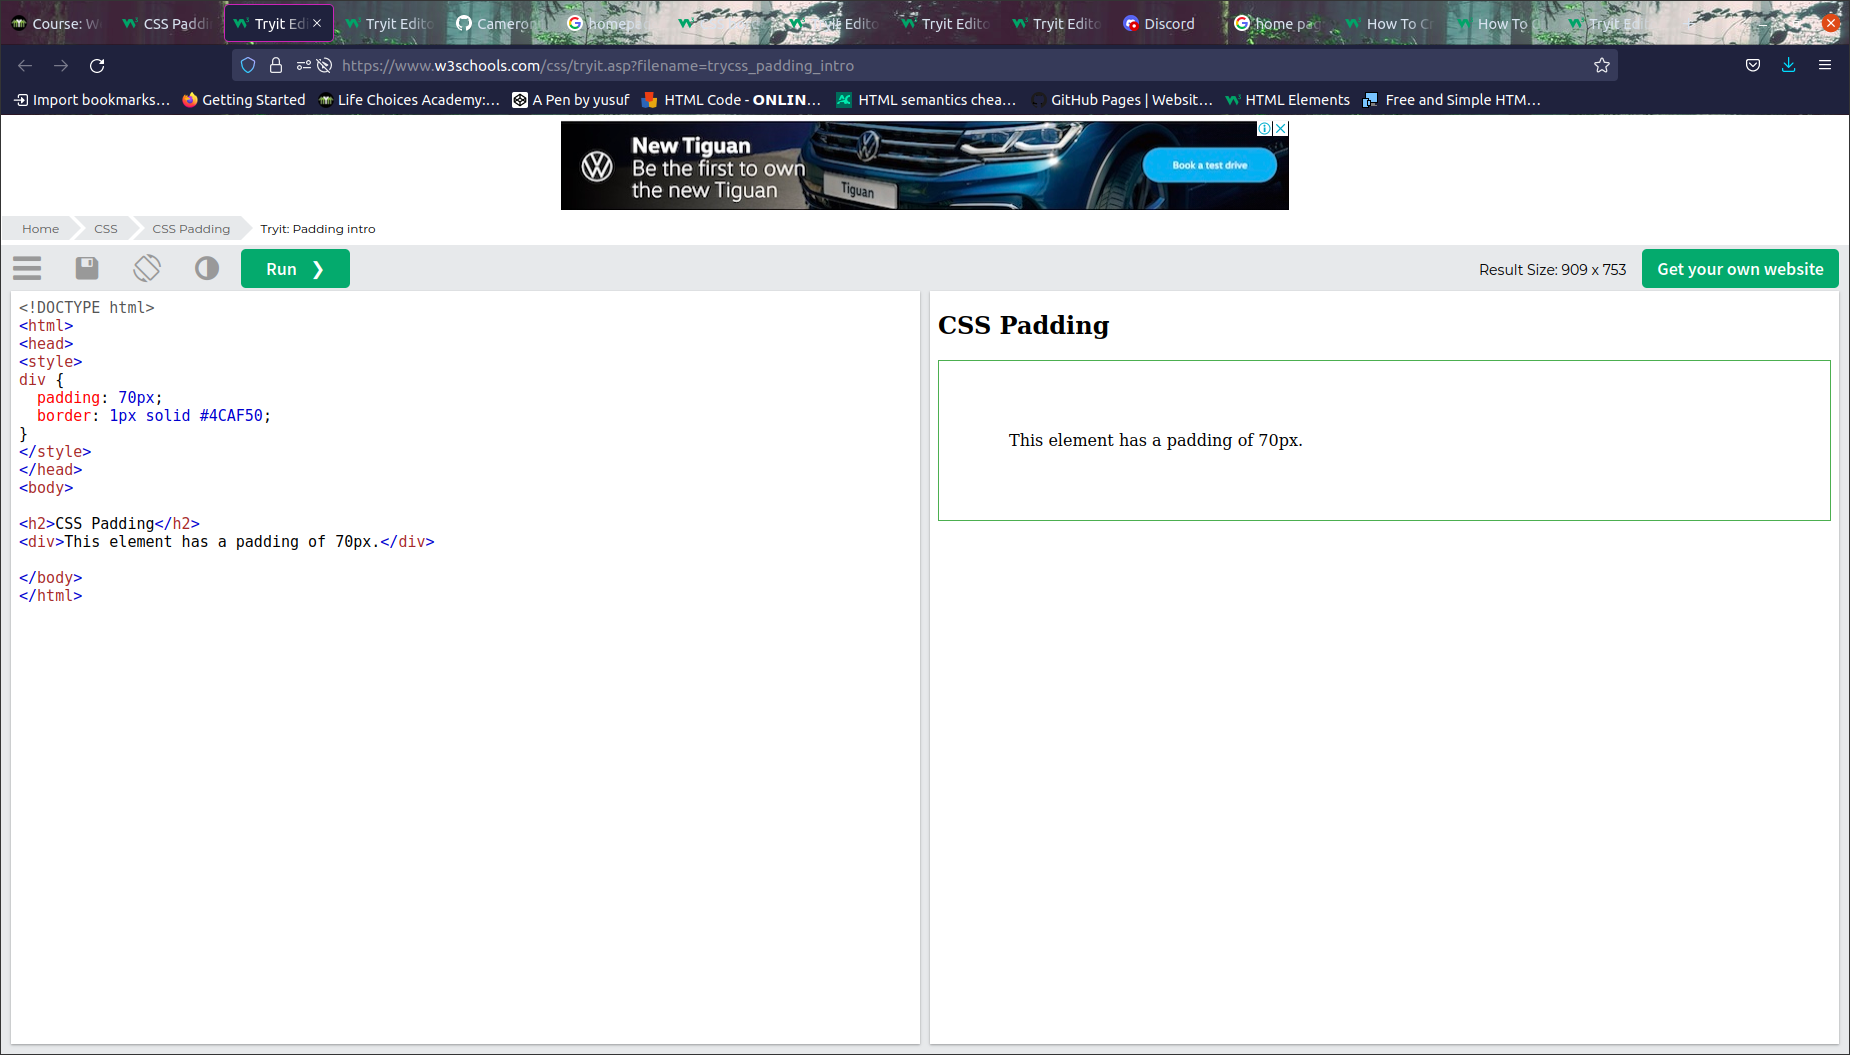 Course: W
CSS Paddin
Tryit Edi
Tryit Edito
Cameron
homepa
Tryit Edito
Tryit Edito
Discord
home pag
How To Cr
How To
Tryit Edi
https://www.w3schools.com/css/tryit.asp?filename=trycss_padding_intro
Import bookmarks… Getting Started Life Choices Academy:… A Pen by yusuf HTML Code - ONLIN… HTML semantics chea… GitHub Pages | Websit… HTML Elements Free and Simple HTM…
New Tiguan
Be the first to own
the new Tiguan
Tiguan
Book a test drive
Home CSS CSS Padding Tryit: Padding intro
Run ❯
Result Size: 909 x 753
Get your own website
<!DOCTYPE html>
<html>
<head>
<style>
div {
  padding: 70px;
  border: 1px solid #4CAF50;
}
</style>
</head>
<body>
<h2>CSS Padding</h2>
<div>This element has a padding of 70px.</div>
</body>
</html>
CSS Padding
This element has a padding of 70px.